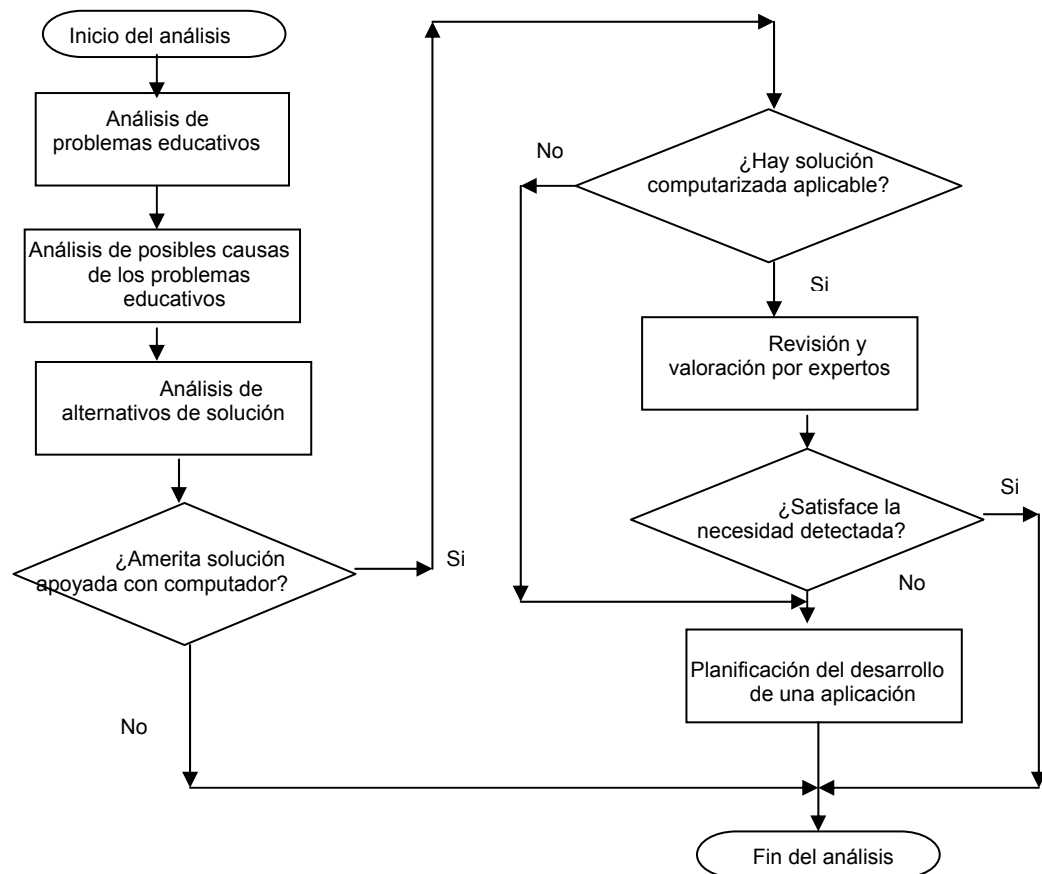 Inicio del análisis
Análisis de
problemas educativos
Análisis de posibles causas
de los problemas
educativos
Análisis de
alternativos de solución
¿Amerita solución
apoyada con computador?
Si
No
¿Hay solución
computarizada aplicable?
No
Si
Revisión y
valoración por expertos
¿Satisface la
necesidad detectada?
Si
No
Planificación del desarrollo
de una aplicación
Fin del análisis